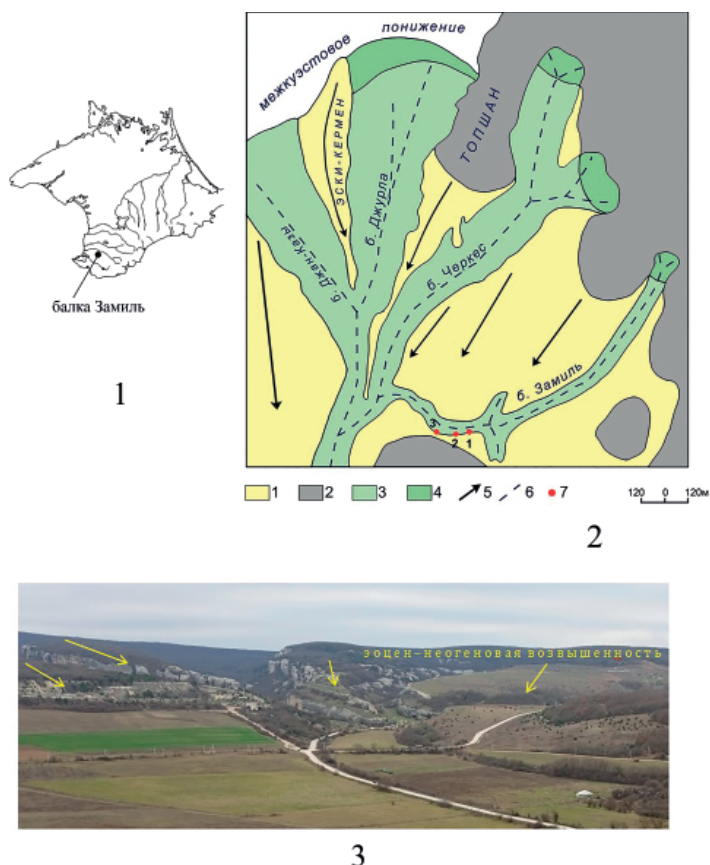 балка Замиль
1
межкуэстовое
понижение
ЭСКИ-КЕРМЕН
ТОПШАН
б. Джурла
б. Джан-Казы
б. Черкес
б. Замиль
3
2
1
1 2 3 4 5 6 7 120 0 120м
2
эоцен-неогеновая возвышенность
3